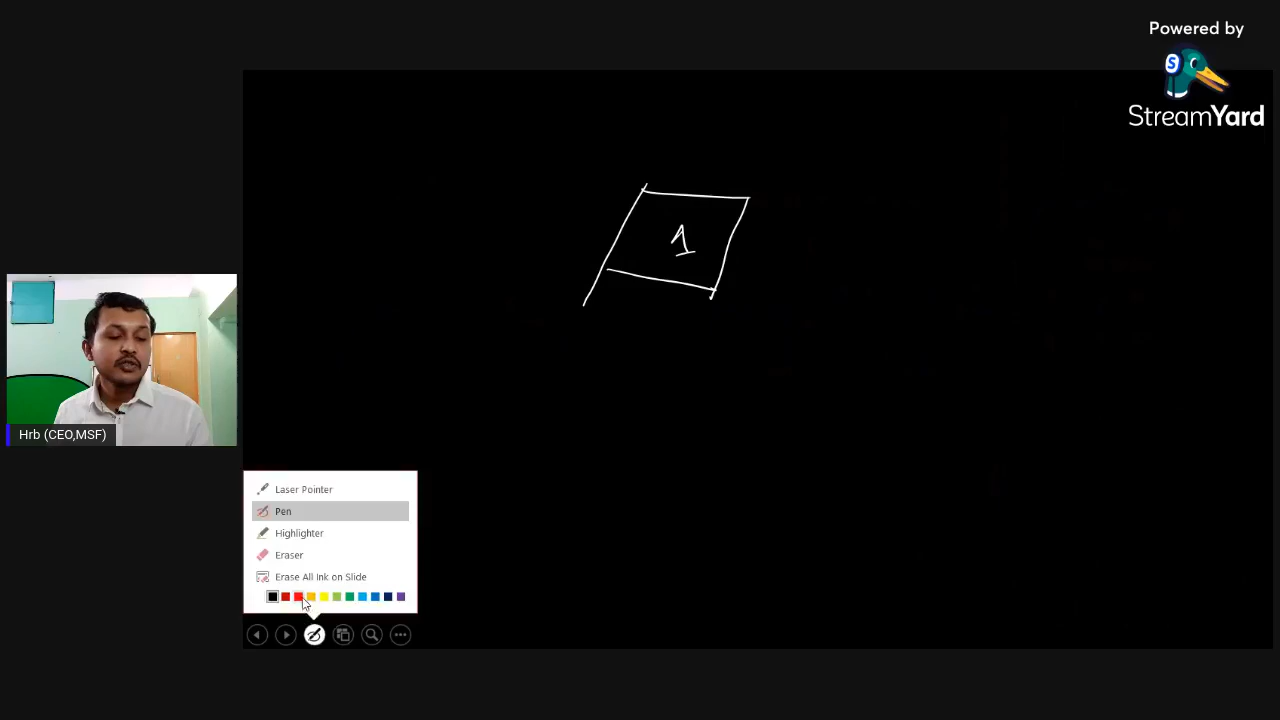 Powered by
StreamYard
1
Hrb (CEO,MSF)
Laser Pointer
Pen
Highlighter
Eraser
Erase All Ink on Slide